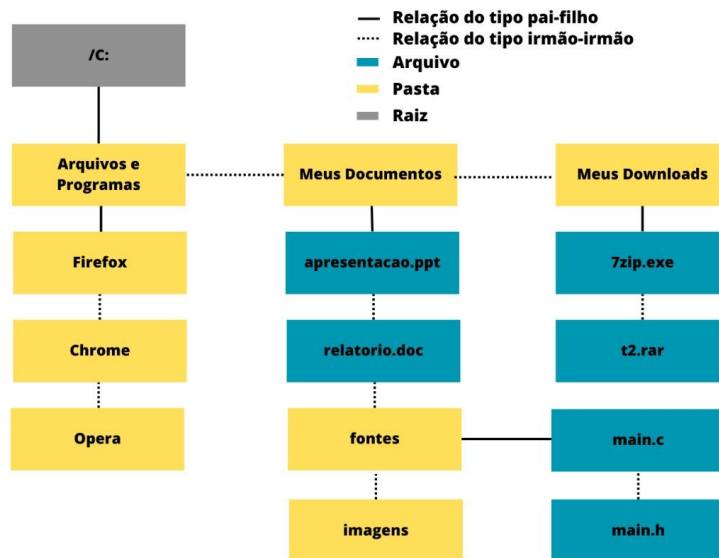 Relação do tipo pai-filho
Relação do tipo irmão-irmão
Arquivo
Pasta
Raiz
/C:
Arquivos e
Programas
Meus Documentos
Meus Downloads
Firefox
apresentacao.ppt
7zip.exe
Chrome
relatorio.doc
t2.rar
Opera
fontes
main.c
imagens
main.h